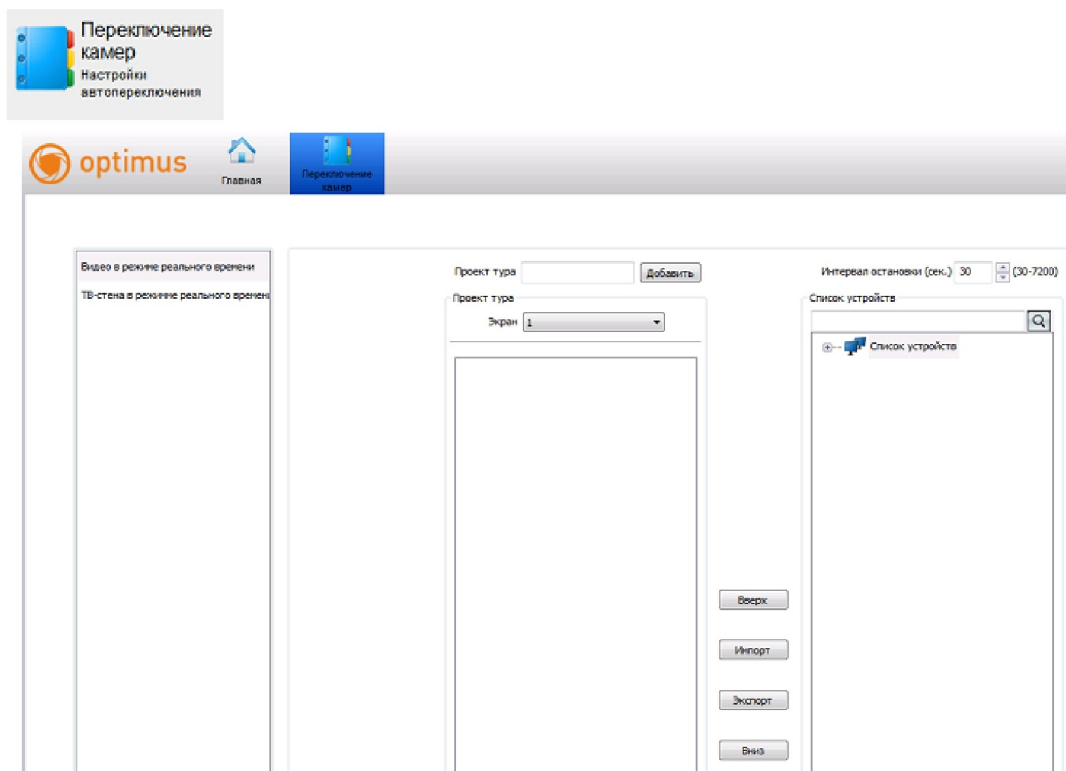 Переключение
камер
Настройки
автопереключения
optimus
Главная
Переключение
камер
Видео в режиме реального времени
ТВ-стена в режимне реального времени
Проект тура
Добавить
Интервал остановки (сек.) 30 (30-7200)
Проект тура
Экран 1
Список устройств
Список устройств
Вверх
Импорт
Экспорт
Вниз